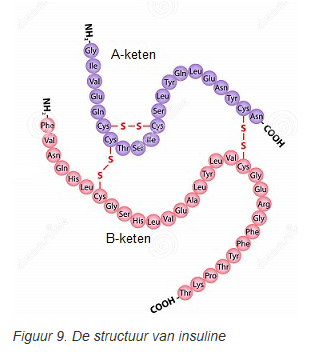 NH₂
A-keten
Gly
Ile
Val
Glu
Gln
Cys
Cys
Thr
Ser
ile
Cys
Ser
Leu
Tyr
Gln
Leu
Glu
Asn
Tyr
Cys
Asn
COOH
S
S
S
S
S
S
Phe
Val
Asn
Gln
His
Leu
Cys
Gly
Ser
His
Leu
Val
Glu
Ala
Leu
Tyr
Leu
Val
Cys
Gly
Glu
Arg
Gly
Phe
Phe
Tyr
Thr
Pro
Lys
Thr
COOH
B-keten
Figuur 9. De structuur van insuline